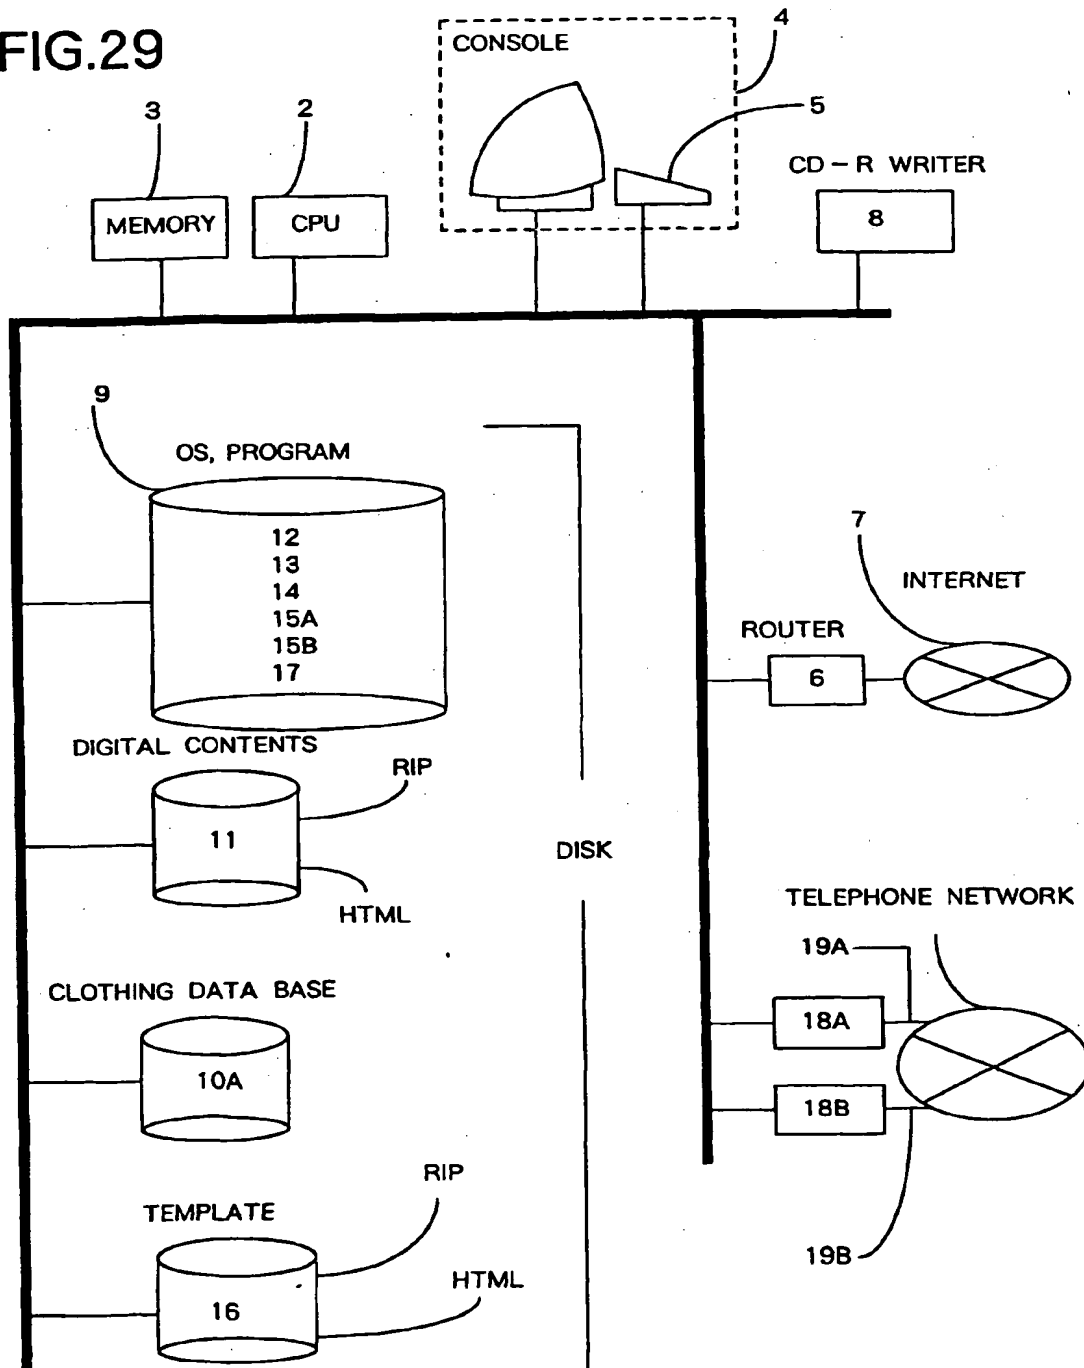 FIG.29
CONSOLE
4
3
2
5
CD-R WRITER
MEMORY
CPU
8
9
OS, PROGRAM
12
13
14
15A
15B
17
7
INTERNET
ROUTER
6
DIGITAL CONTENTS
RIP
11
HTML
DISK
TELEPHONE NETWORK
19A
CLOTHING DATA BASE
10A
18A
18B
19B
TEMPLATE
RIP
HTML
16